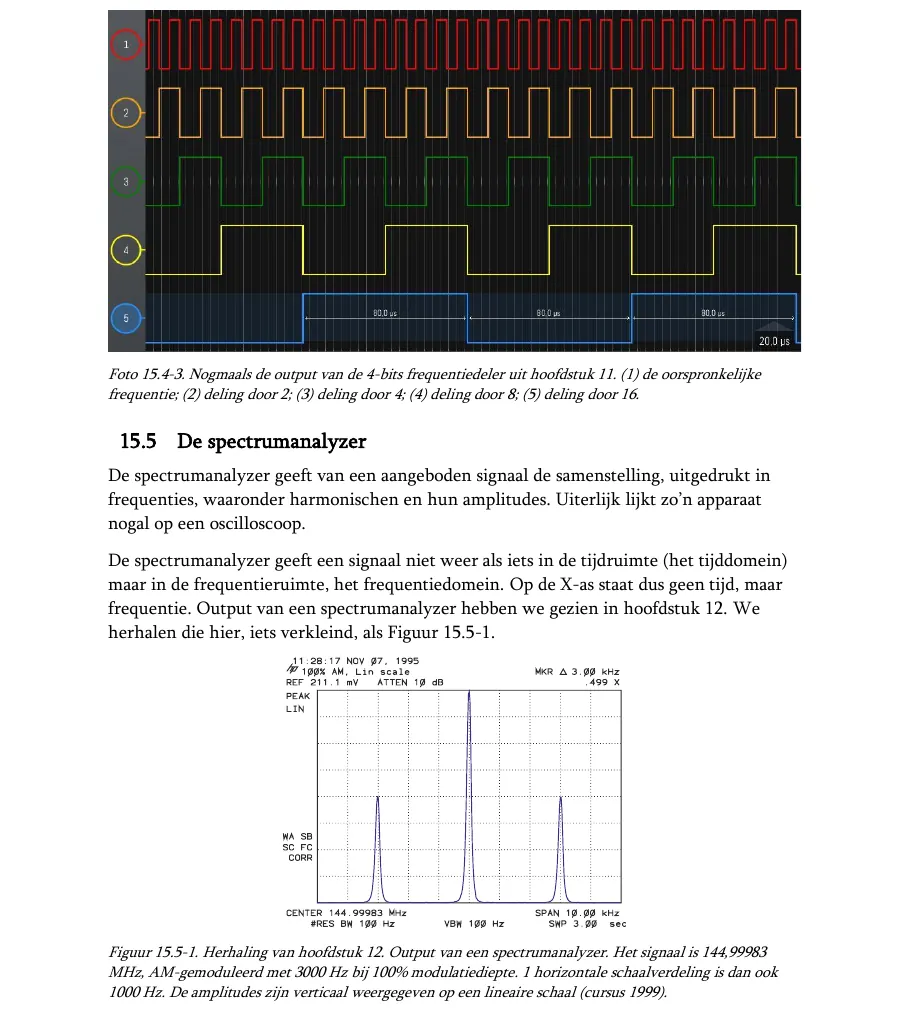 1
2
3
4
5
80,0 µs
80,0 µs
80,0 µs
20,0 µs
Foto 15.4-3. Nogmaals de output van de 4-bits frequentiedeler uit hoofdstuk 11. (1) de oorspronkelijke
frequentie; (2) deling door 2; (3) deling door 4; (4) deling door 8; (5) deling door 16.
15.5 De spectrumanalyzer
De spectrumanalyzer geeft van een aangeboden signaal de samenstelling, uitgedrukt in
frequenties, waaronder harmonischen en hun amplitudes. Uiterlijk lijkt zo’n apparaat
nogal op een oscilloscoop.
De spectrumanalyzer geeft een signaal niet weer als iets in de tijdruimte (het tijddomein)
maar in de frequentieruimte, het frequentiedomein. Op de X-as staat dus geen tijd, maar
frequentie. Output van een spectrumanalyzer hebben we gezien in hoofdstuk 12. We
herhalen die hier, iets verkleind, als Figuur 15.5-1.
11:28:17 NOV 07, 1995
hp 100% AM, Lin scale MKR Δ 3.00 kHz
REF 211.1 mV ATTEN 10 dB .499 X
PEAK
LIN
WA SB
SC FC
CORR
CENTER 144.99983 MHz SPAN 10.00 kHz
#RES BW 100 Hz VBW 100 Hz SWP 3.00 sec
Figuur 15.5-1. Herhaling van hoofdstuk 12. Output van een spectrumanalyzer. Het signaal is 144,99983
MHz, AM-gemoduleerd met 3000 Hz bij 100% modulatiediepte. 1 horizontale schaalverdeling is dan ook
1000 Hz. De amplitudes zijn verticaal weergegeven op een lineaire schaal (cursus 1999).